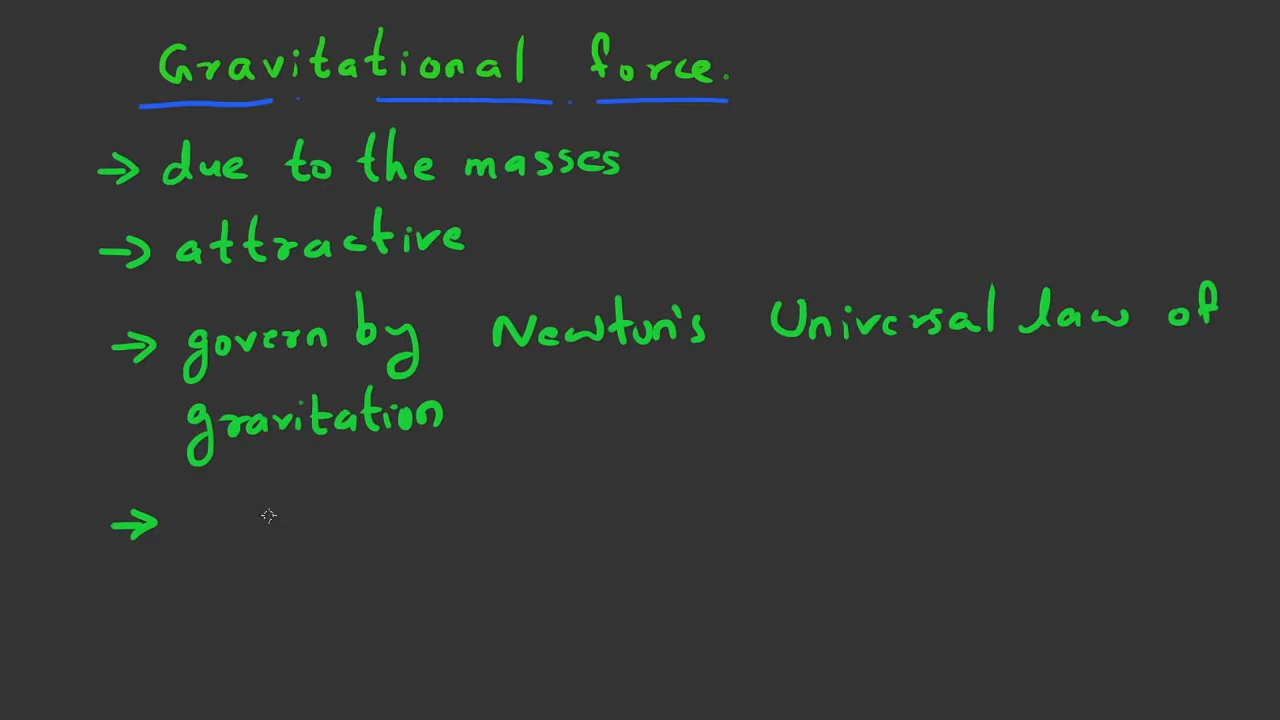 Gravitational force.
→ due to the masses
→ attractive
→ govern by Newton's Universal law of
gravitation
→